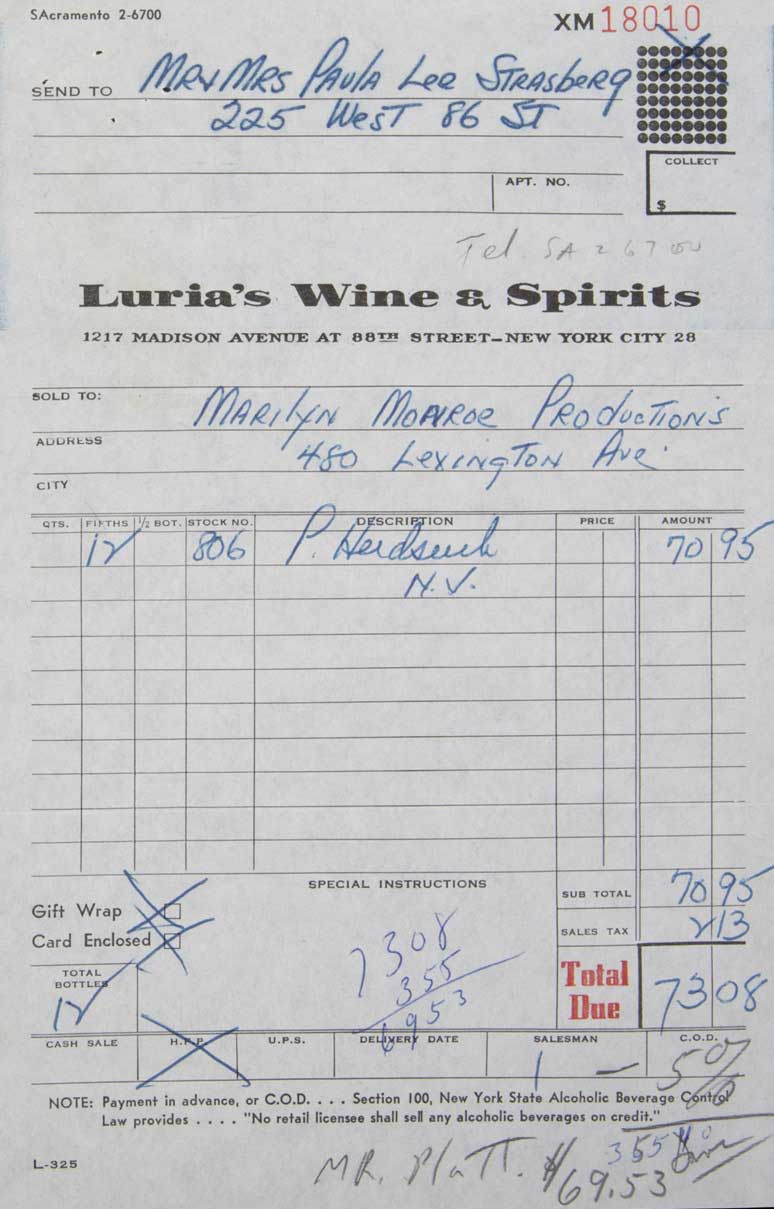 SAcramento 2-6700
XM 18010
SEND TO Mr & Mrs Paula Lee Strasberg
225 West 86 St
COLLECT
APT. NO.
$
Tel. SA 2 6700
Luria's Wine & Spirits
1217 MADISON AVENUE AT 88TH STREET–NEW YORK CITY 28
SOLD TO: Marilyn Monroe Productions
ADDRESS 480 Lexington Ave.
CITY
QTS. FIFTHS 1/2 BOT. STOCK NO. DESCRIPTION PRICE AMOUNT
12 806 P. Heidsieck 70 95
N.V.
SPECIAL INSTRUCTIONS
SUB TOTAL 70 95
Gift Wrap
SALES TAX 2 13
Card Enclosed
7308
355
6953
TOTAL BOTTLES
12
Total Due 73 08
CASH SALE H.F.P. U.P.S. DELIVERY DATE SALESMAN C.O.D.
1 — 5%
NOTE: Payment in advance, or C.O.D. . . . . Section 100, New York State Alcoholic Beverage Control
Law provides . . . . "No retail licensee shall sell any alcoholic beverages on credit."
355
L-325
Mr. Platt. $69.53